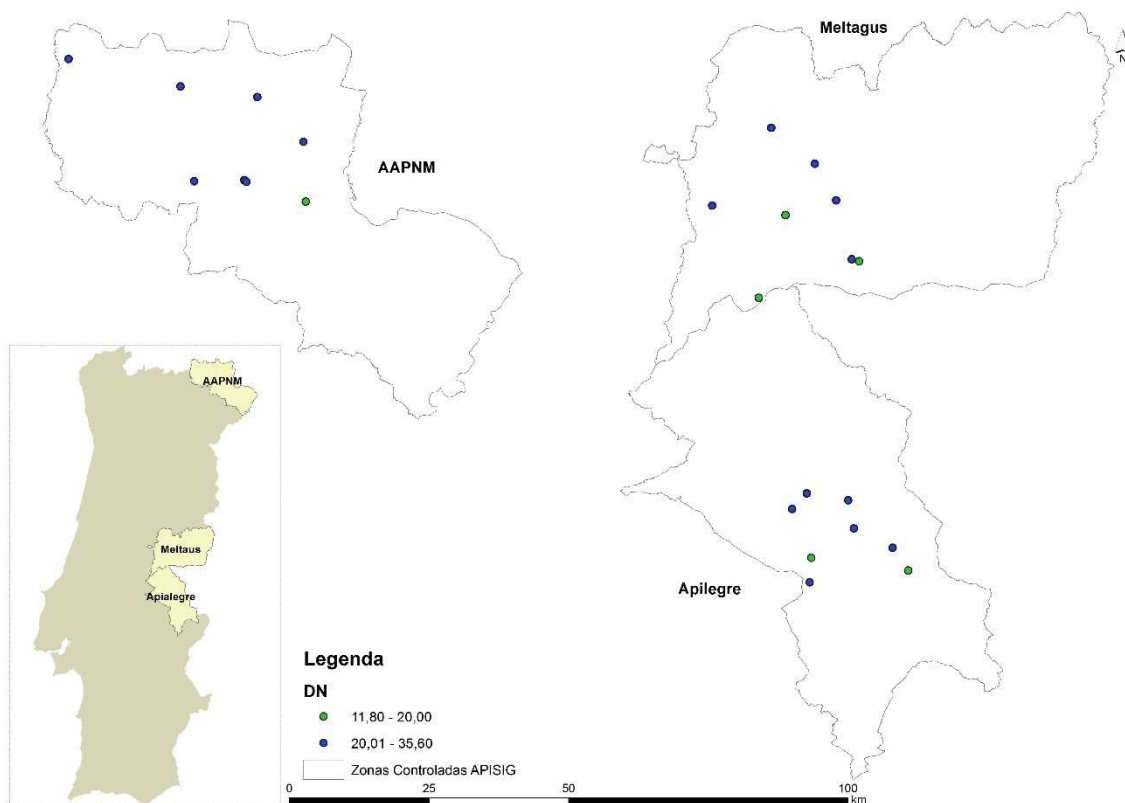 Meltagus
N
AAPNM
AAPNM
Meltaus
Apialegre
Apilegre
Legenda
DN
11,80 - 20,00
20,01 - 35,60
Zonas Controladas APISIG
0 25 50 100
km